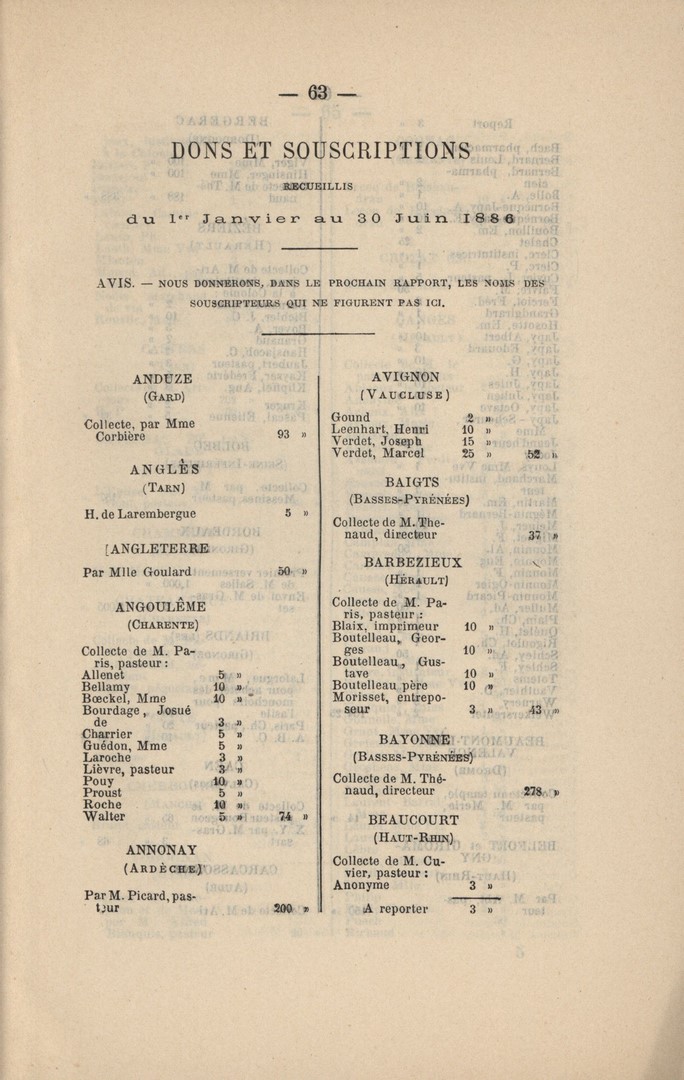 — 63 —
DONS ET SOUSCRIPTIONS
RECUEILLIS
du 1er Janvier au 30 Juin 1886
AVIS. — NOUS DONNERONS, DANS LE PROCHAIN RAPPORT, LES NOMS DES
SOUSCRIPTEURS QUI NE FIGURENT PAS ICI.
ANDUZE
(GARD)
Collecte, par Mme
Corbière 93 »
ANGLÈS
(TARN)
H. de Larembergue 5 »
[ANGLETERRE
Par Mlle Goulard 50 »
ANGOULÊME
(CHARENTE)
Collecte de M. Pa-
ris, pasteur :
Allenet 5 »
Bellamy 10 »
Bœckel, Mme 10 »
Bourdage, Josué
de 3 »
Charrier 5 »
Guédon, Mme 5 »
Laroche 3 »
Lièvre, pasteur 3 »
Pouy 10 »
Proust 5 »
Roche 10 »
Walter 5 » 74 »
ANNONAY
(ARDÈCHE)
Par M. Picard, pas-
teur 200 »
AVIGNON
(VAUCLUSE)
Gound 2 »
Leenhart, Henri 10 »
Verdet, Joseph 15 »
Verdet, Marcel 25 » 52 »
BAIGTS
(BASSES-PYRÉNÉES)
Collecte de M. The-
naud, directeur 37 »
BARBEZIEUX
(HÉRAULT)
Collecte de M. Pa-
ris, pasteur :
Blaix, imprimeur 10 »
Boutelleau, Geor-
ges 10 »
Boutelleau, Gus-
tave 10 »
Boutelleau père 10 »
Morisset, entrepo-
seur 3 » 43 »
BAYONNE
(BASSES-PYRÉNÉES)
Collecte de M. Thé-
naud, directeur 278 »
BEAUCOURT
(HAUT-RHIN)
Collecte de M. Cu-
vier, pasteur :
Anonyme 3 »
A reporter 3 »